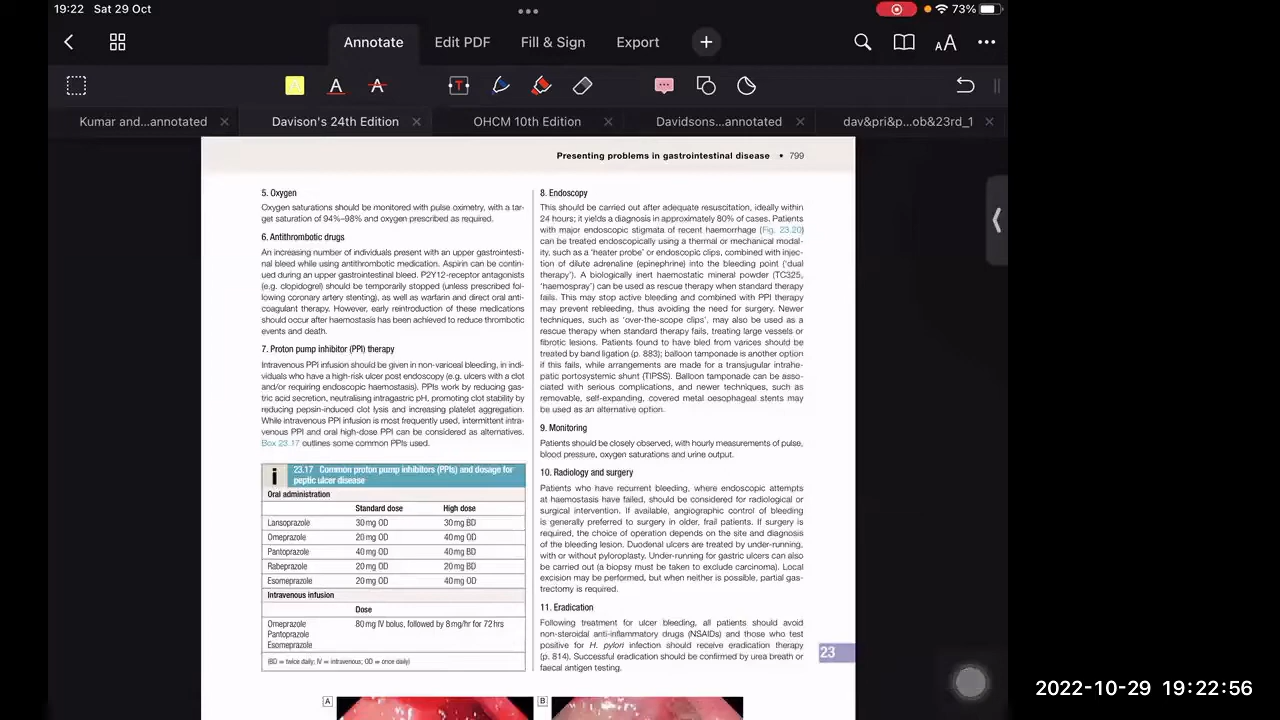 19:22 Sat 29 Oct
73%
Annotate
Edit PDF
Fill & Sign
Export
Kumar and...annotated
Davison's 24th Edition
OHCM 10th Edition
Davidsons...annotated
dav&pri&p...ob&23rd_1
Presenting problems in gastrointestinal disease • 799
5. Oxygen
Oxygen saturations should be monitored with pulse oximetry, with a tar-
get saturation of 94%–98% and oxygen prescribed as required.
6. Antithrombotic drugs
An increasing number of individuals present with an upper gastrointesti-
nal bleed while using antithrombotic medication. Aspirin can be contin-
ued during an upper gastrointestinal bleed. P2Y12-receptor antagonists
(e.g. clopidogrel) should be temporarily stopped (unless prescribed fol-
lowing coronary artery stenting), as well as warfarin and direct oral anti-
coagulant therapy. However, early reintroduction of these medications
should occur after haemostasis has been achieved to reduce thrombotic
events and death.
7. Proton pump inhibitor (PPI) therapy
Intravenous PPI infusion should be given in non-variceal bleeding, in indi-
viduals who have a high-risk ulcer post endoscopy (e.g. ulcers with a clot
and/or requiring endoscopic haemostasis). PPIs work by reducing gas-
tric acid secretion, neutralising intragastric pH, promoting clot stability by
reducing pepsin-induced clot lysis and increasing platelet aggregation.
While intravenous PPI infusion is most frequently used, intermittent intra-
venous PPI and oral high-dose PPI can be considered as alternatives.
Box 23.17 outlines some common PPIs used.
i
23.17 Common proton pump inhibitors (PPIs) and dosage for
peptic ulcer disease
Oral administration
Standard dose High dose
Lansoprazole 30 mg OD 30 mg BD
Omeprazole 20 mg OD 40 mg OD
Pantoprazole 40 mg OD 40 mg BD
Rabeprazole 20 mg OD 20 mg BD
Esomeprazole 20 mg OD 40 mg OD
Intravenous infusion
Dose
Omeprazole 80 mg IV bolus, followed by 8 mg/hr for 72 hrs
Pantoprazole
Esomeprazole
(BD = twice daily; IV = intravenous; OD = once daily)
8. Endoscopy
This should be carried out after adequate resuscitation, ideally within
24 hours; it yields a diagnosis in approximately 80% of cases. Patients
with major endoscopic stigmata of recent haemorrhage (Fig. 23.20)
can be treated endoscopically using a thermal or mechanical modal-
ity, such as a 'heater probe' or endoscopic clips, combined with injec-
tion of dilute adrenaline (epinephrine) into the bleeding point ('dual
therapy'). A biologically inert haemostatic mineral powder (TC325,
'haemospray') can be used as rescue therapy when standard therapy
fails. This may stop active bleeding and combined with PPI therapy
may prevent rebleeding, thus avoiding the need for surgery. Newer
techniques, such as 'over-the-scope clips', may also be used as a
rescue therapy when standard therapy fails, treating large vessels or
fibrotic lesions. Patients found to have bled from varices should be
treated by band ligation (p. 883); balloon tamponade is another option
if this fails, while arrangements are made for a transjugular intrahe-
patic portosystemic shunt (TIPSS). Balloon tamponade can be asso-
ciated with serious complications, and newer techniques, such as
removable, self-expanding, covered metal oesophageal stents may
be used as an alternative option.
9. Monitoring
Patients should be closely observed, with hourly measurements of pulse,
blood pressure, oxygen saturations and urine output.
10. Radiology and surgery
Patients who have recurrent bleeding, where endoscopic attempts
at haemostasis have failed, should be considered for radiological or
surgical intervention. If available, angiographic control of bleeding
is generally preferred to surgery in older, frail patients. If surgery is
required, the choice of operation depends on the site and diagnosis
of the bleeding lesion. Duodenal ulcers are treated by under-running,
with or without pyloroplasty. Under-running for gastric ulcers can also
be carried out (a biopsy must be taken to exclude carcinoma). Local
excision may be performed, but when neither is possible, partial gas-
trectomy is required.
11. Eradication
Following treatment for ulcer bleeding, all patients should avoid
non-steroidal anti-inflammatory drugs (NSAIDs) and those who test
positive for H. pylori infection should receive eradication therapy
(p. 814). Successful eradication should be confirmed by urea breath or
faecal antigen testing.
23
A
B
2022-10-29 19:22:56